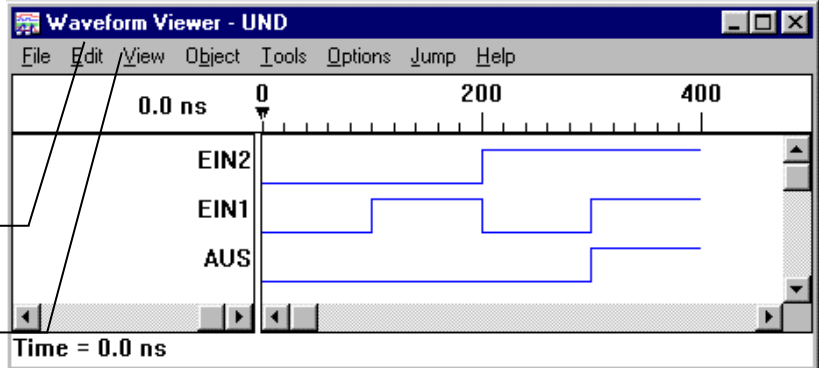 Waveform Viewer - UND
File Edit View Object Tools Options Jump Help
0.0 ns 0 200 400
EIN2
EIN1
AUS
Time = 0.0 ns